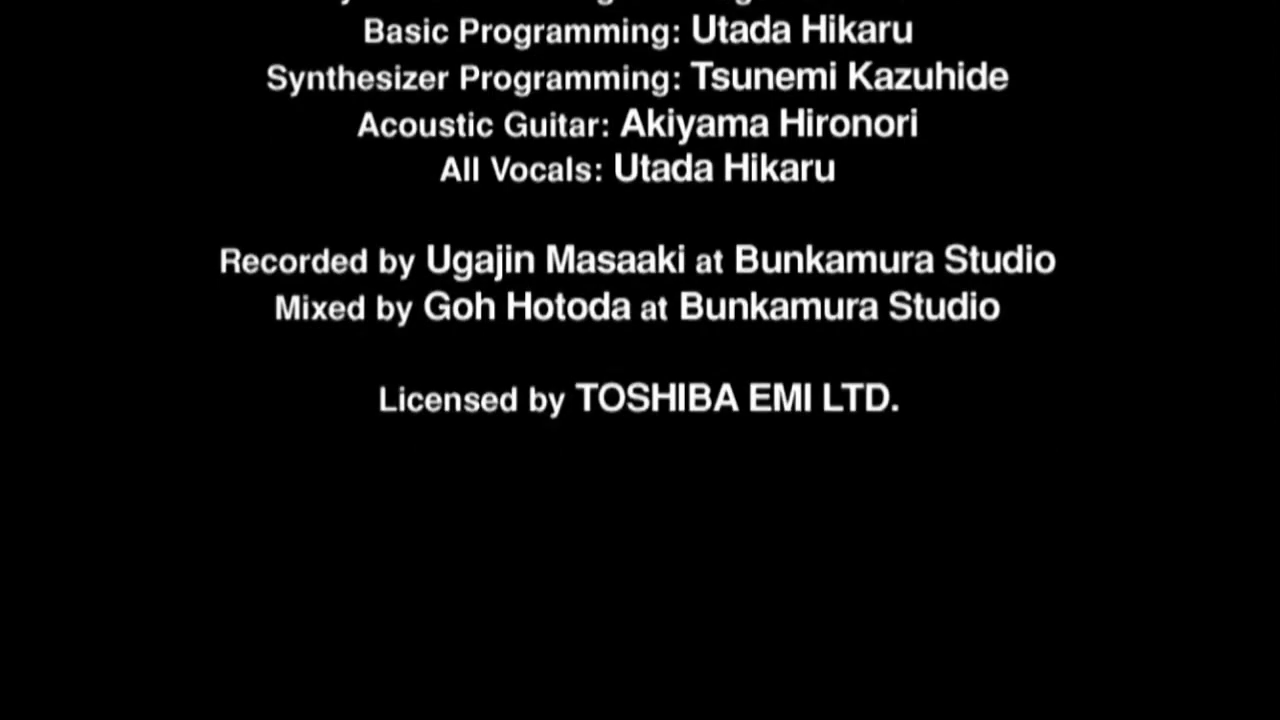 Basic Programming: Utada Hikaru
Synthesizer Programming: Tsunemi Kazuhide
Acoustic Guitar: Akiyama Hironori
All Vocals: Utada Hikaru
Recorded by Ugajin Masaaki at Bunkamura Studio
Mixed by Goh Hotoda at Bunkamura Studio
Licensed by TOSHIBA EMI LTD.